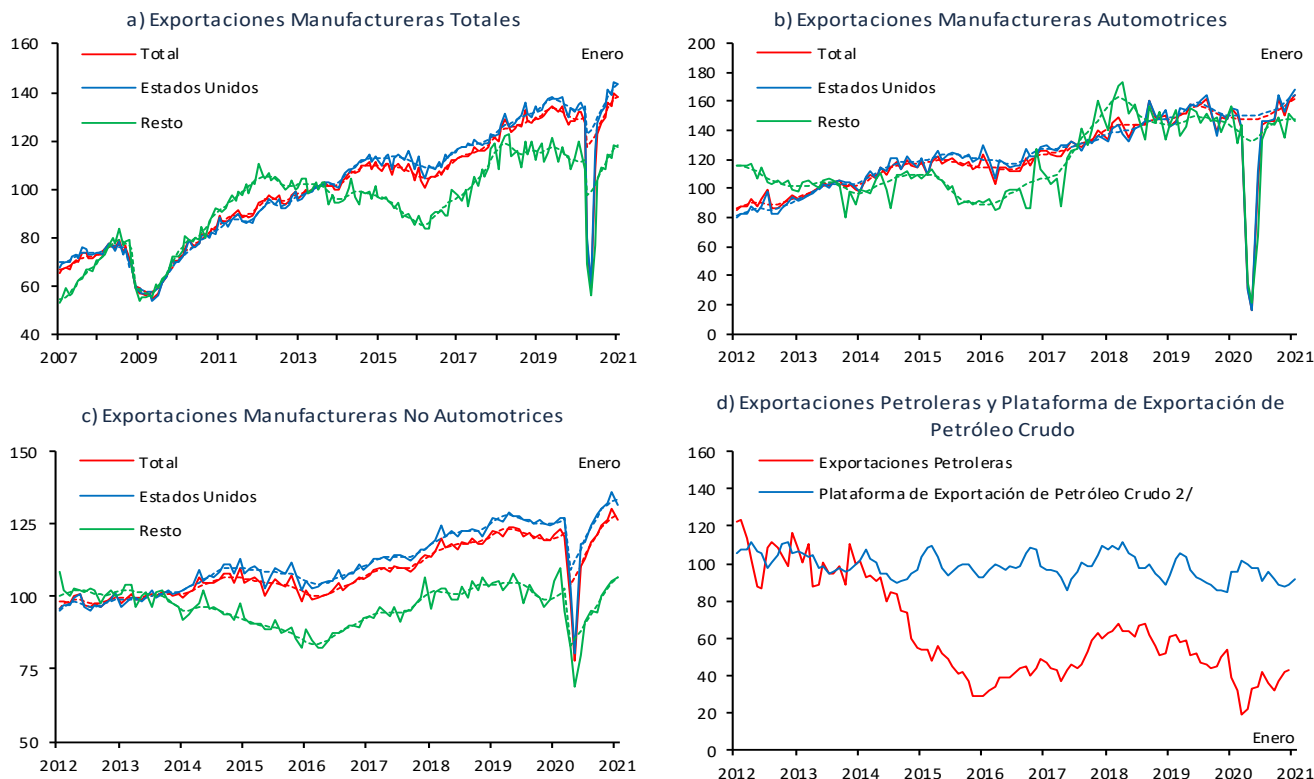 a) Exportaciones Manufactureras Totales
160
140
120
100
80
60
40
Total
Estados Unidos
Resto
Enero
2007 2009 2011 2013 2015 2017 2019 2021
b) Exportaciones Manufactureras Automotrices
200
180
160
140
120
100
80
60
40
20
0
Total
Estados Unidos
Resto
Enero
2012 2013 2014 2015 2016 2017 2018 2019 2020 2021
c) Exportaciones Manufactureras No Automotrices
150
125
100
75
50
Total
Estados Unidos
Resto
Enero
2012 2013 2014 2015 2016 2017 2018 2019 2020 2021
d) Exportaciones Petroleras y Plataforma de Exportación de
Petróleo Crudo
160
140
120
100
80
60
40
20
0
Exportaciones Petroleras
Plataforma de Exportación de Petróleo Crudo 2/
Enero
2012 2013 2014 2015 2016 2017 2018 2019 2020 2021